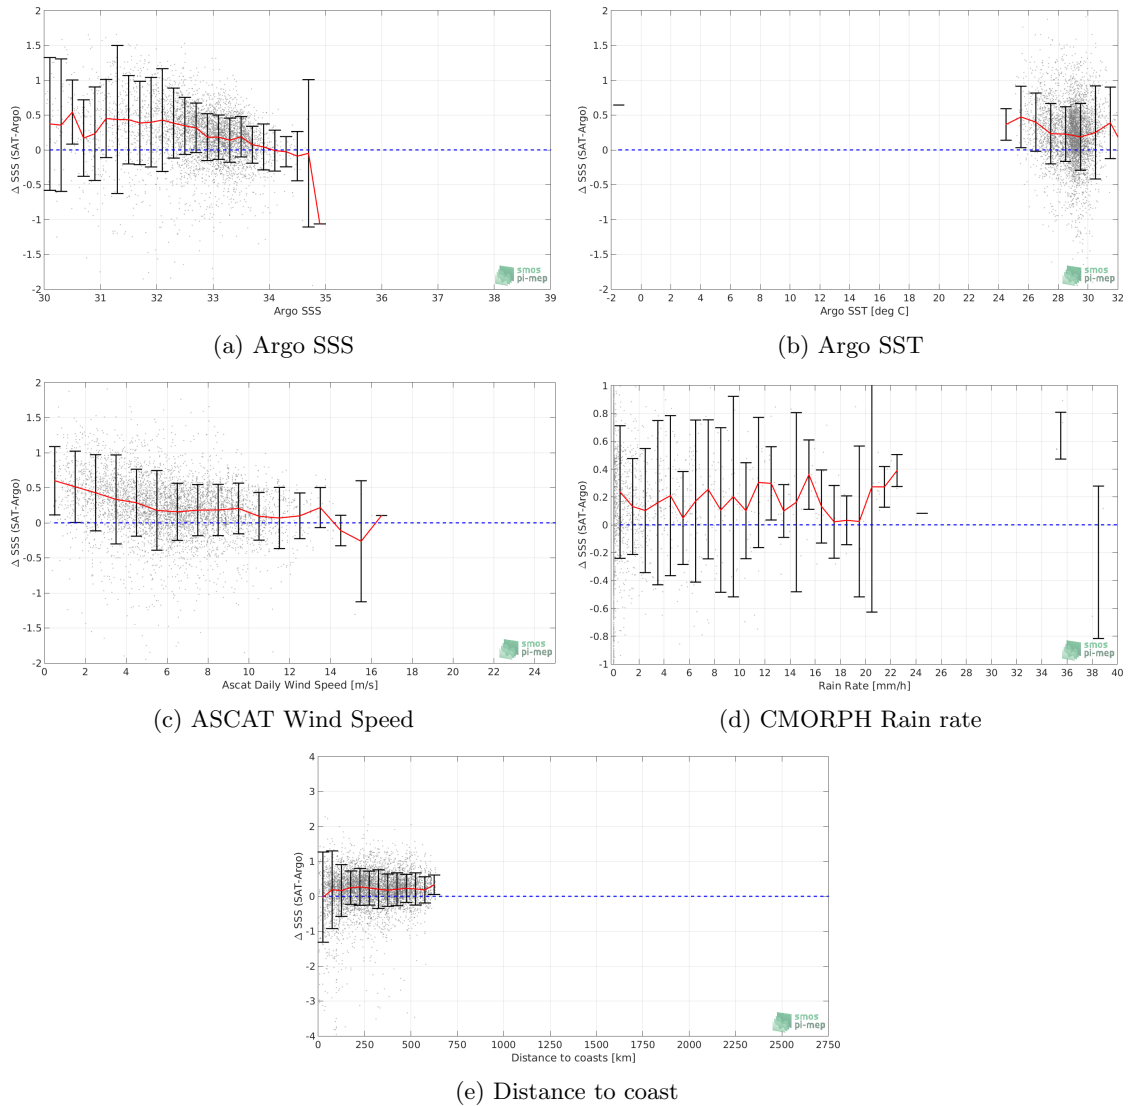 2
1.5
1
0.5
0
-0.5
-1
-1.5
-2
Δ SSS (SAT-Argo)
30 31 32 33 34 35 36 37 38 39
Argo SSS
smos
pi-mep
(a) Argo SSS
2
1.5
1
0.5
0
-0.5
-1
-1.5
-2
Δ SSS (SAT-Argo)
-2 0 2 4 6 8 10 12 14 16 18 20 22 24 26 28 30 32
Argo SST [deg C]
smos
pi-mep
(b) Argo SST
2
1.5
1
0.5
0
-0.5
-1
-1.5
-2
Δ SSS (SAT-Argo)
0 2 4 6 8 10 12 14 16 18 20 22 24
Ascat Daily Wind Speed [m/s]
smos
pi-mep
(c) ASCAT Wind Speed
1
0.8
0.6
0.4
0.2
0
-0.2
-0.4
-0.6
-0.8
-1
Δ SSS (SAT-Argo)
0 2 4 6 8 10 12 14 16 18 20 22 24 26 28 30 32 34 36 38 40
Rain Rate [mm/h]
smos
pi-mep
(d) CMORPH Rain rate
4
3
2
1
0
-1
-2
-3
-4
Δ SSS (SAT-Argo)
0 250 500 750 1000 1250 1500 1750 2000 2250 2500 2750
Distance to coasts [km]
smos
pi-mep
(e) Distance to coast